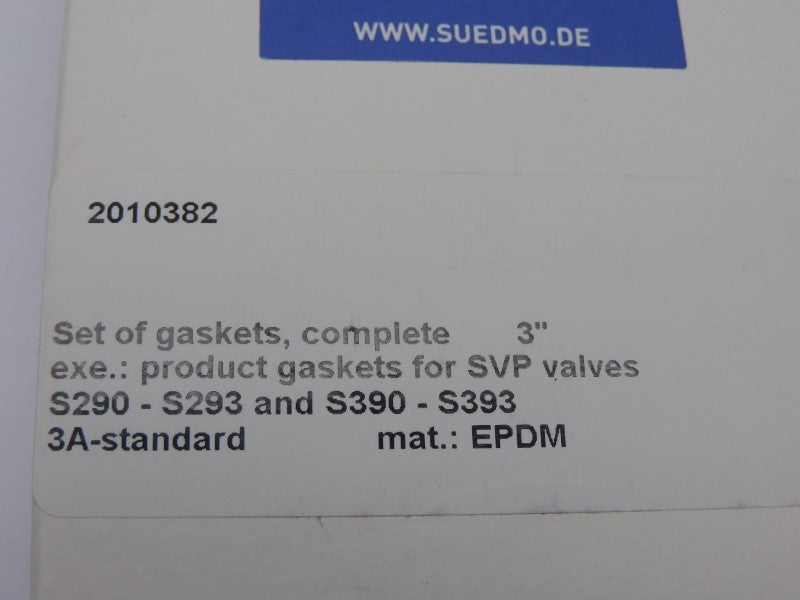 WWW.SUEDMO.DE
2010382
Set of gaskets, complete 3"
exe.: product gaskets for SVP valves
S290 - S293 and S390 - S393
3A-standard mat.: EPDM